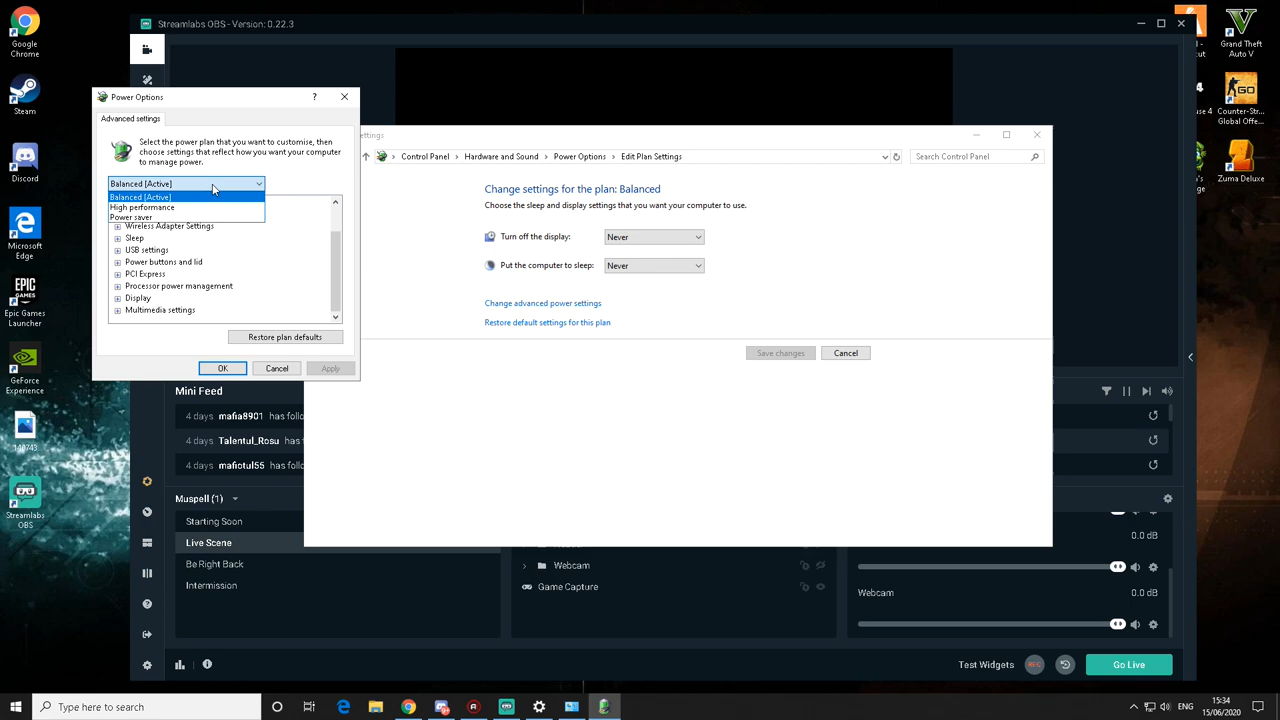 Google
Chrome
Steam
Discord
Microsoft
Edge
EPIC
GAMES
Epic Games
Launcher
GeForce
Experience
140743
Streamlabs
OBS
Streamlabs OBS - Version: 0.22.3
Power Options
?
Advanced settings
Select the power plan that you want to customise, then
choose settings that reflect how you want your computer
to manage power.
Balanced [Active]
Balanced [Active]
High performance
Power saver
Wireless Adapter Settings
Sleep
USB settings
Power buttons and lid
PCI Express
Processor power management
Display
Multimedia settings
Restore plan defaults
OK
Cancel
Apply
ettings
Control Panel > Hardware and Sound > Power Options > Edit Plan Settings
Search Control Panel
Change settings for the plan: Balanced
Choose the sleep and display settings that you want your computer to use.
Turn off the display: Never
Put the computer to sleep: Never
Change advanced power settings
Restore default settings for this plan
Save changes
Cancel
Mini Feed
4 days mafia8901 has follo
4 days Talentul_Rosu has
4 days mafiotul55 has follo
Muspell (1)
Starting Soon
Live Scene
Be Right Back
Intermission
Webcam
Game Capture
0.0 dB
Webcam
0.0 dB
Test Widgets
REC
Go Live
Grand Theft
Auto V
GO
Counter-Str...
Global Offe...
Zuma Deluxe
Type here to search
ENG
15:34
15/06/2020